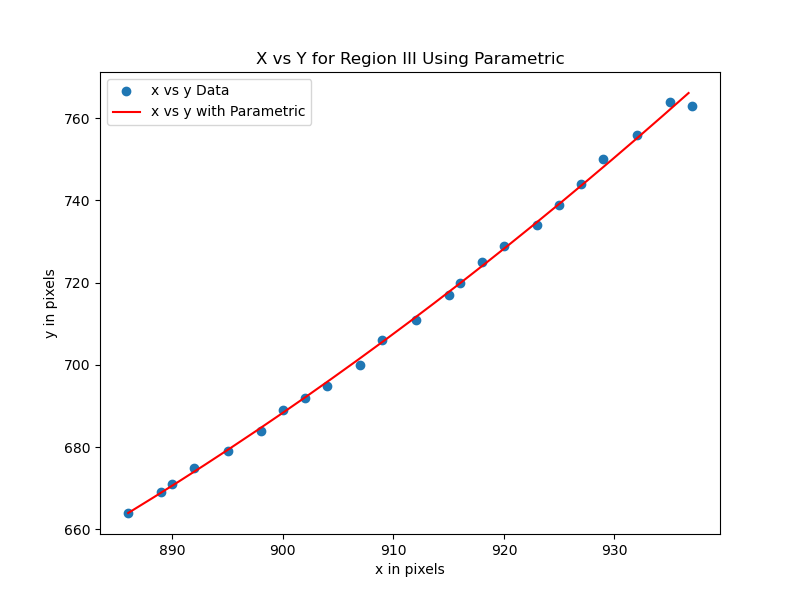 X vs Y for Region III Using Parametric
x vs y Data
x vs y with Parametric
760
740
720
700
680
660
y in pixels
890 900 910 920 930
x in pixels